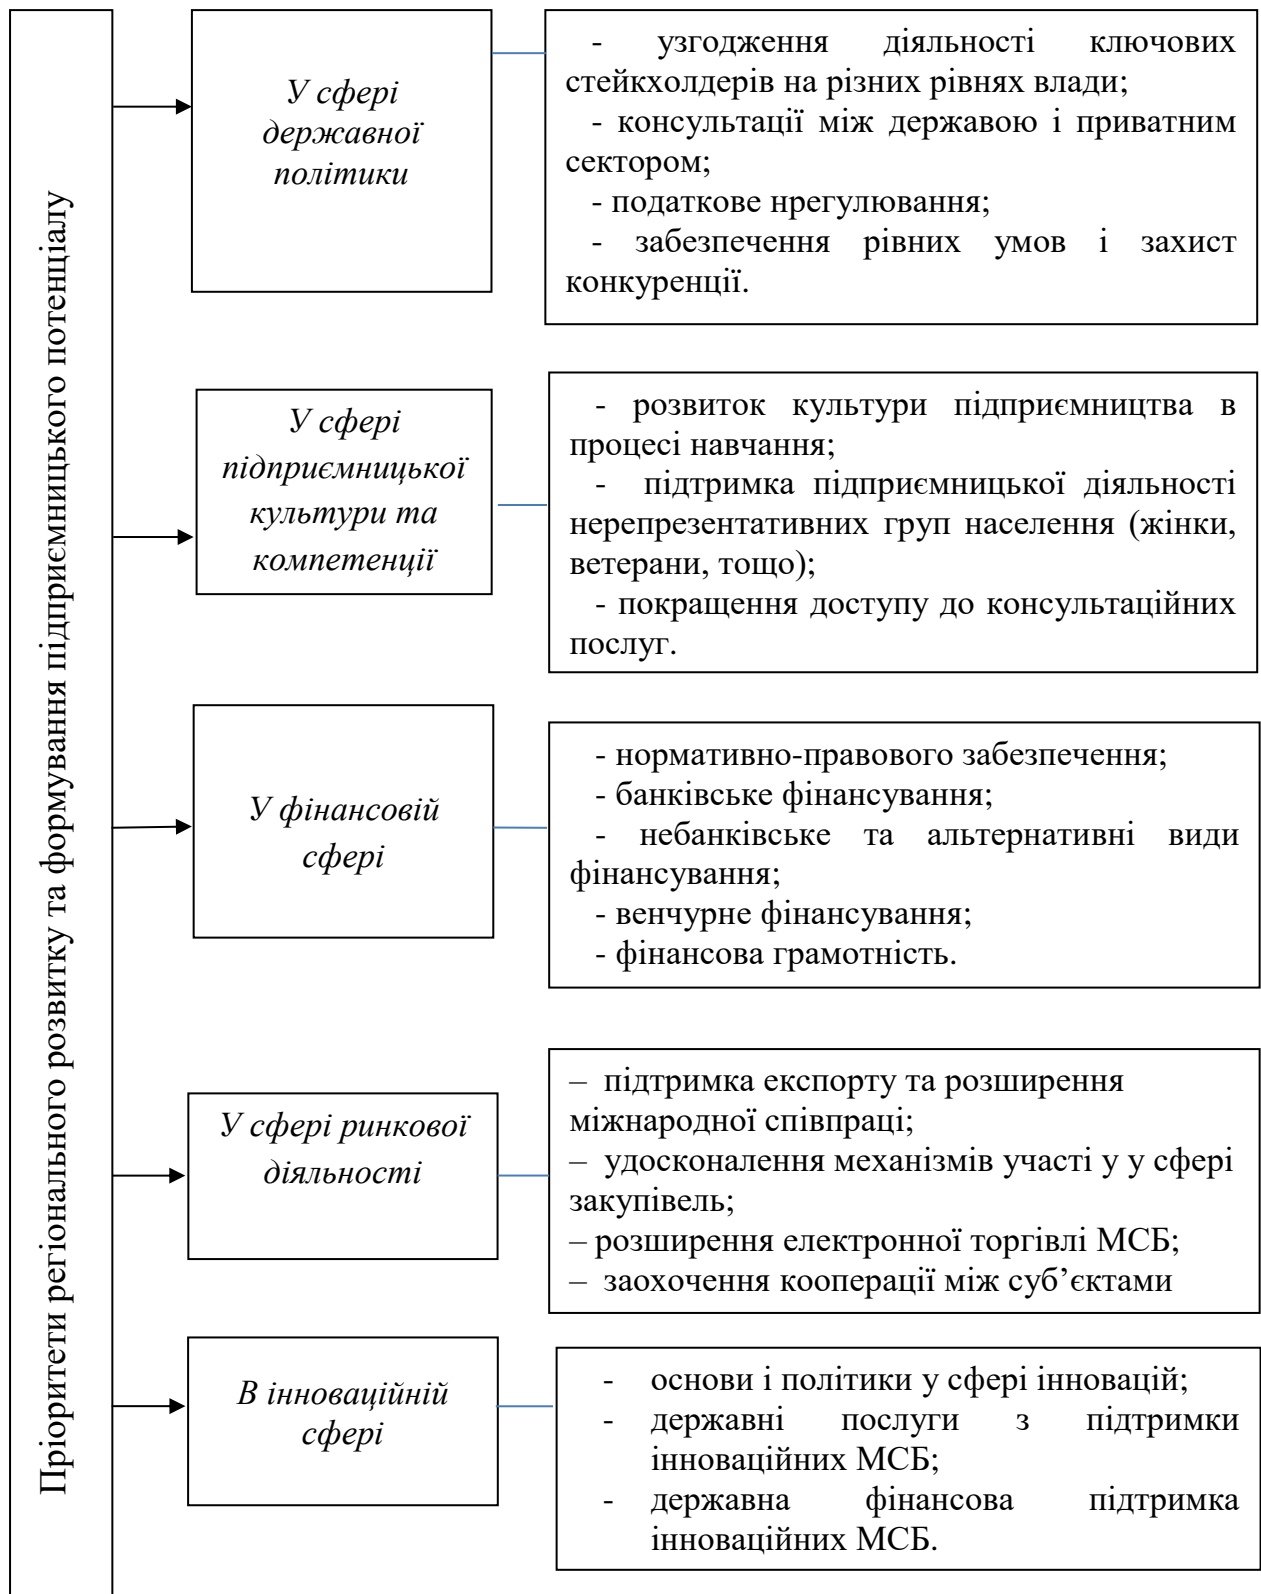 Пріоритети регіонального розвитку та формування підприємницького потенціалу
У сфері
державної
політики
- узгодження діяльності ключових
стейкхолдерів на різних рівнях влади;
- консультації між державою і приватним
сектором;
- податкове нрегулювання;
- забезпечення рівних умов і захист
конкуренції.
У сфері
підприємницької
культури та
компетенції
- розвиток культури підприємництва в
процесі навчання;
- підтримка підприємницької діяльності
нерепрезентативних груп населення (жінки,
ветерани, тощо);
- покращення доступу до консультаційних
послуг.
У фінансовій
сфері
- нормативно-правового забезпечення;
- банківське фінансування;
- небанківське та альтернативні види
фінансування;
- венчурне фінансування;
- фінансова грамотність.
У сфері ринкової
діяльності
– підтримка експорту та розширення
міжнародної співпраці;
– удосконалення механізмів участі у у сфері
закупівель;
– розширення електронної торгівлі МСБ;
– заохочення кооперації між суб’єктами
В інноваційній
сфері
- основи і політики у сфері інновацій;
- державні послуги з підтримки
інноваційних МСБ;
- державна фінансова підтримка
інноваційних МСБ.